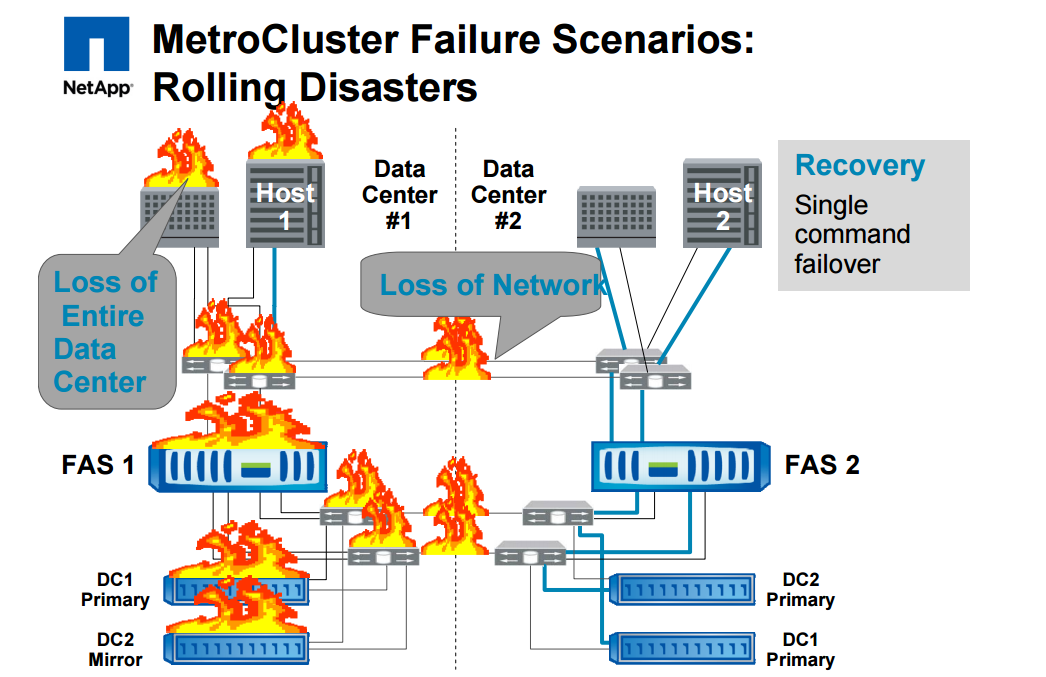 MetroCluster Failure Scenarios:
Rolling Disasters
NetApp
Host
1
Data
Center
#1
Data
Center
#2
Host
2
Recovery
Single
command
failover
Loss of
Entire
Data
Center
Loss of Network
FAS 1
FAS 2
DC1
Primary
DC2
Primary
DC2
Mirror
DC1
Primary